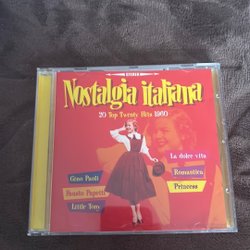 Nostalgia italiana
20 Top Twenty Hits 1960
La dolce vita
Gino Paoli
Romantica
Fausto Papetti
Princess
Little Tony